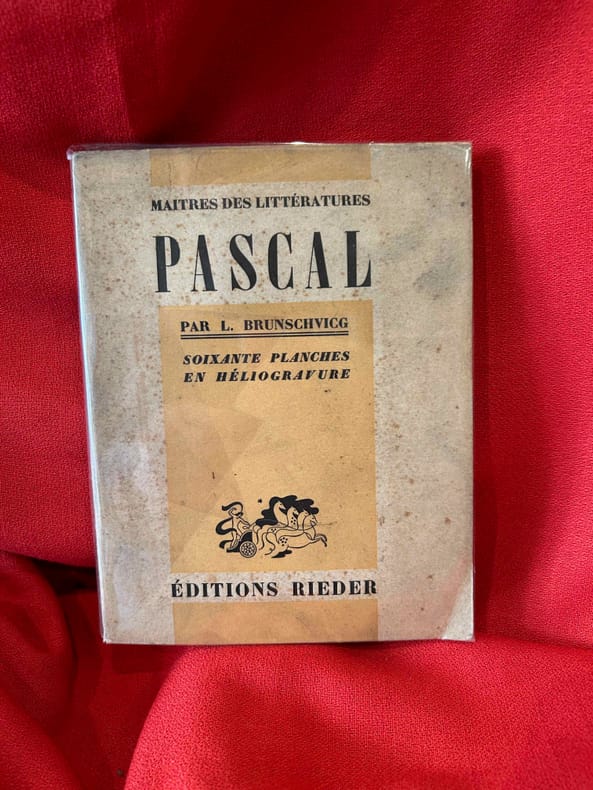 MAITRES DES LITTÉRATURES
PASCAL
PAR L. BRUNSCHVICG
SOIXANTE PLANCHES
EN HÉLIOGRAVURE
ÉDITIONS RIEDER